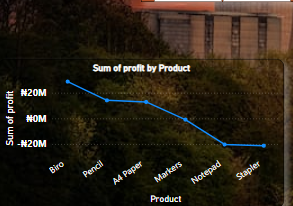 Sum of profit by Product
Sum of profit
₦20M
₦0M
-₦20M
Biro
Pencil
A4 Paper
Markers
Notepad
Stapler
Product